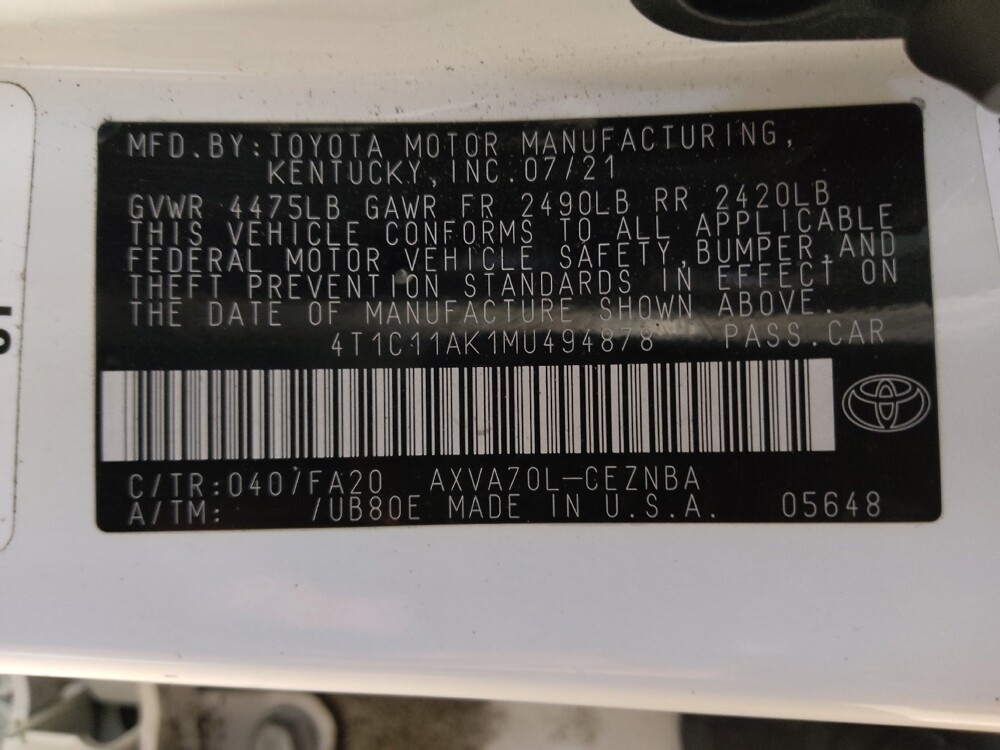 MFD.BY:TOYOTA MOTOR MANUFACTURING,
KENTUCKY,INC.07/21
GVWR 4475LB GAWR FR 2490LB RR 2420LB
THIS VEHICLE CONFORMS TO ALL APPLICABLE
FEDERAL MOTOR VEHICLE SAFETY,BUMPER,AND
THEFT PREVENTION STANDARDS IN EFFECT ON
THE DATE OF MANUFACTURE SHOWN ABOVE.
4T1C11AK1MU494878 PASS.CAR
C/TR:040/FA20 AXVA70L-CEZNBA
A/TM: /UB80E MADE IN U.S.A. 05648